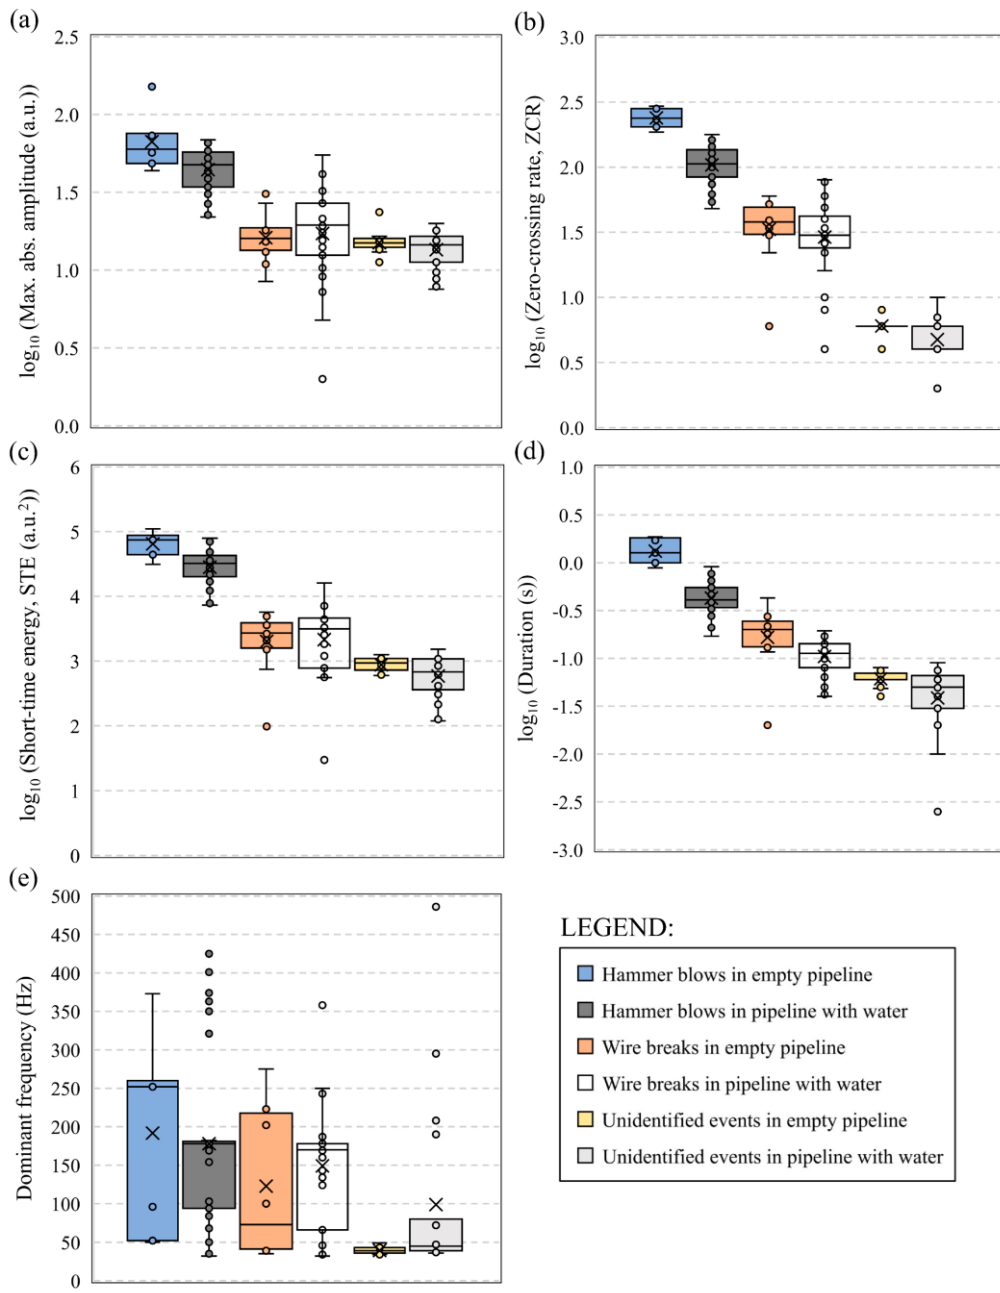 (a)
log10 (Max. abs. amplitude (a.u.))
2.5
2.0
1.5
1.0
0.5
0.0
(b)
log10 (Zero-crossing rate, ZCR)
3.0
2.5
2.0
1.5
1.0
0.5
0.0
(c)
log10 (Short-time energy, STE (a.u.²))
6
5
4
3
2
1
0
(d)
log10 (Duration (s))
1.0
0.5
0.0
-0.5
-1.0
-1.5
-2.0
-2.5
-3.0
(e)
Dominant frequency (Hz)
500
450
400
350
300
250
200
150
100
50
0
LEGEND:
Hammer blows in empty pipeline
Hammer blows in pipeline with water
Wire breaks in empty pipeline
Wire breaks in pipeline with water
Unidentified events in empty pipeline
Unidentified events in pipeline with water